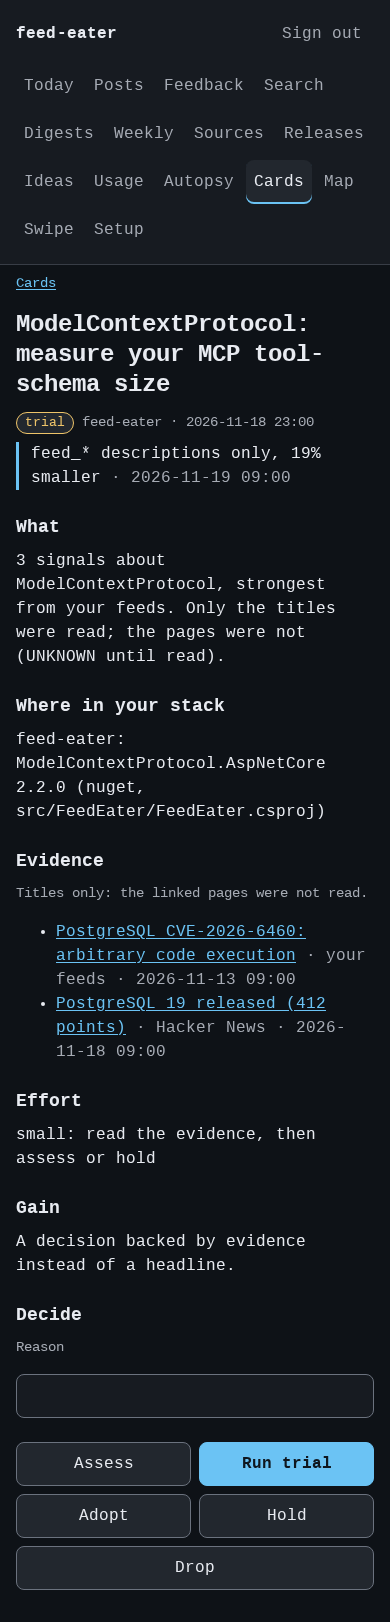 feed-eater Sign out
Today Posts Feedback Search
Digests Weekly Sources Releases
Ideas Usage Autopsy Cards Map
Swipe Setup
Cards
ModelContextProtocol:
measure your MCP tool-
schema size
trial feed-eater · 2026-11-18 23:00
feed_* descriptions only, 19%
smaller · 2026-11-19 09:00
What
3 signals about
ModelContextProtocol, strongest
from your feeds. Only the titles
were read; the pages were not
(UNKNOWN until read).
Where in your stack
feed-eater:
ModelContextProtocol.AspNetCore
2.2.0 (nuget,
src/FeedEater/FeedEater.csproj)
Evidence
Titles only: the linked pages were not read.
• PostgreSQL CVE-2026-6460:
arbitrary code execution · your
feeds · 2026-11-13 09:00
• PostgreSQL 19 released (412
points) · Hacker News · 2026-
11-18 09:00
Effort
small: read the evidence, then
assess or hold
Gain
A decision backed by evidence
instead of a headline.
Decide
Reason
Assess Run trial
Adopt Hold
Drop